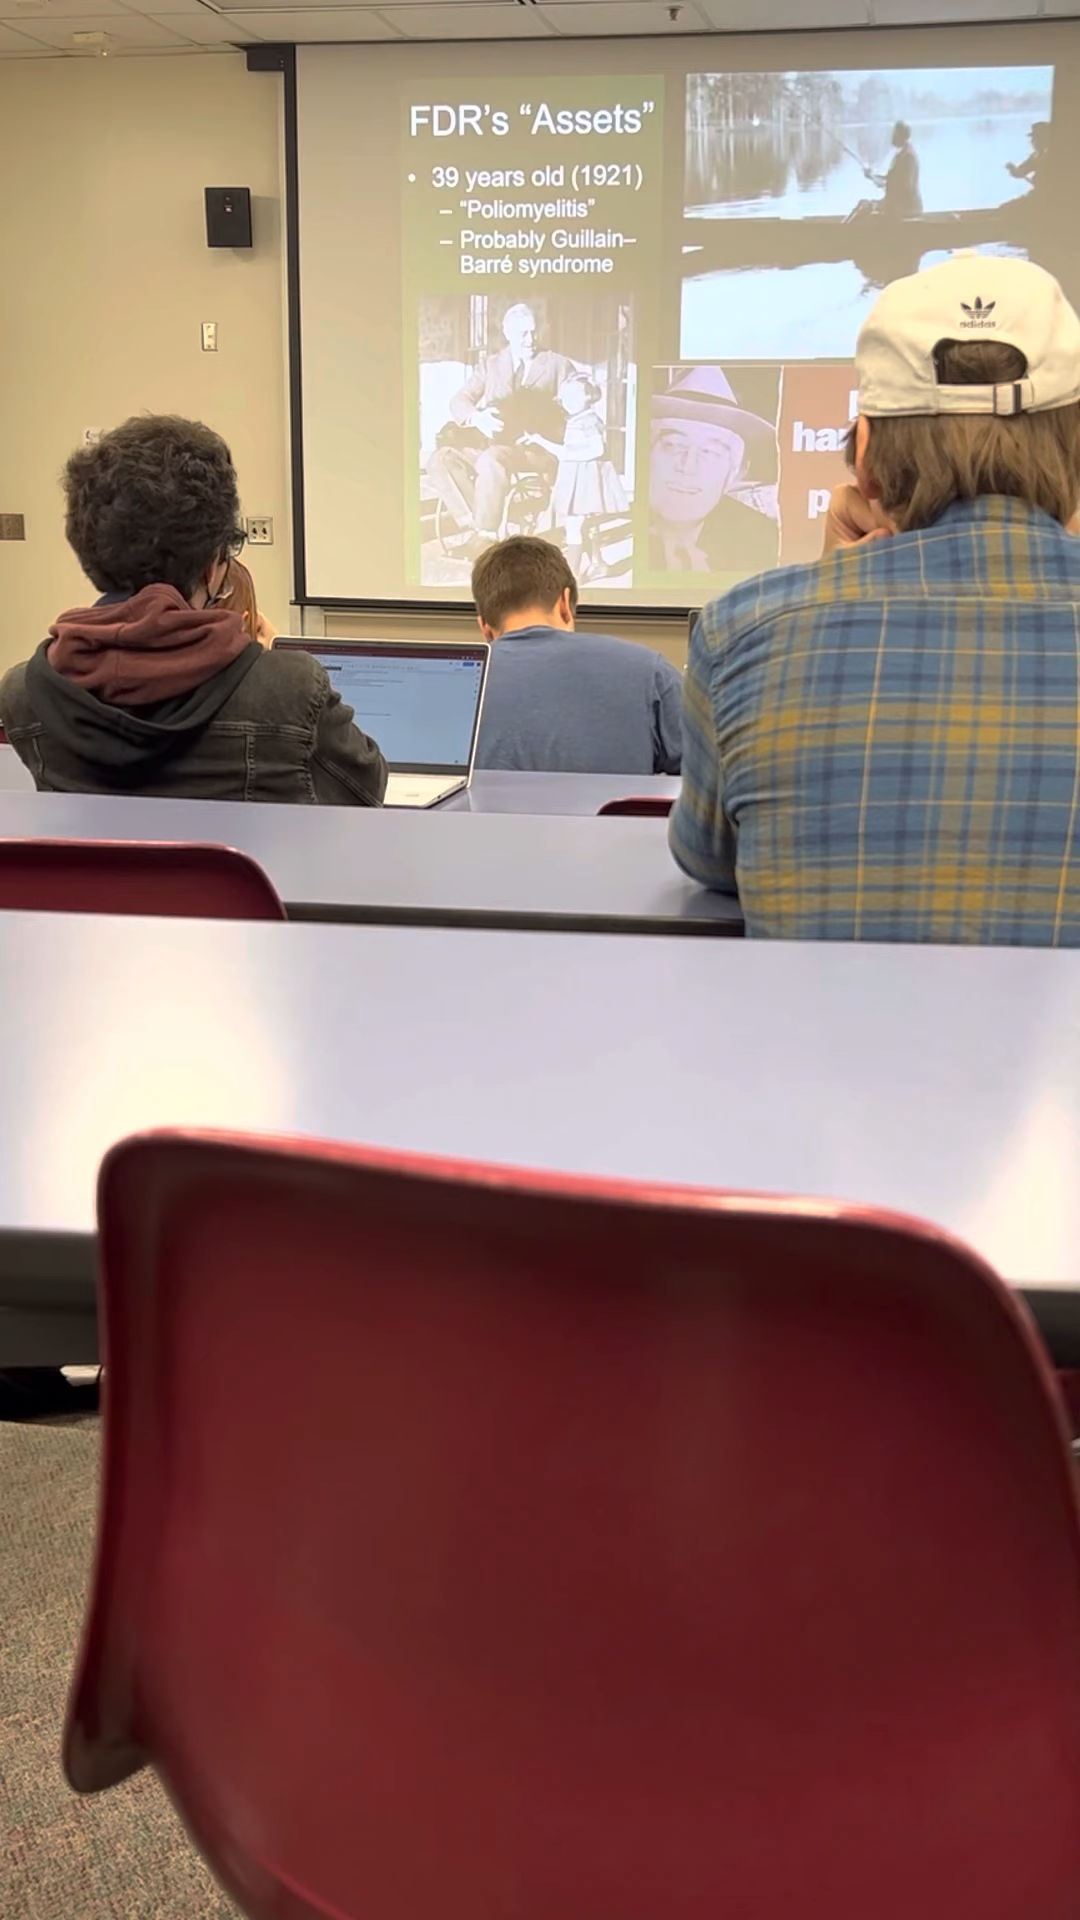 FDR's "Assets"
• 39 years old (1921)
– "Poliomyelitis"
– Probably Guillain–
Barré syndrome
adidas